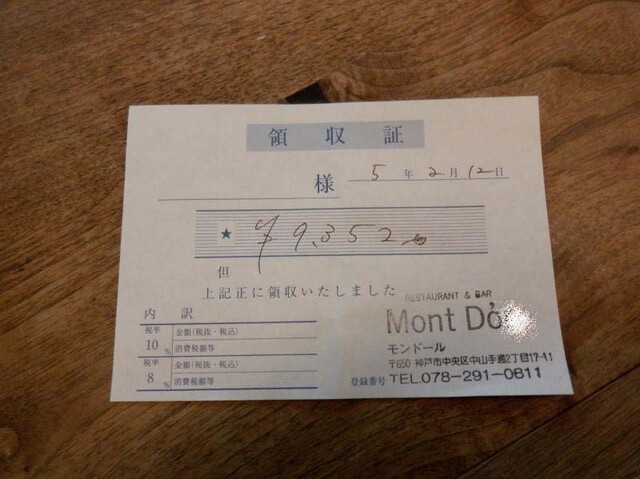 領収証
様 5年2月12日
★ ¥9,352
但
上記正に領収いたしました
RESTAURANT & BAR
Mont D'o
モンドール
〒650 神戸市中央区中山手通2丁目17-11
登録番号 TEL.078-291-0811
内訳
税率 10% 金額(税抜・税込)
消費税額等
税率 8% 金額(税抜・税込)
消費税額等